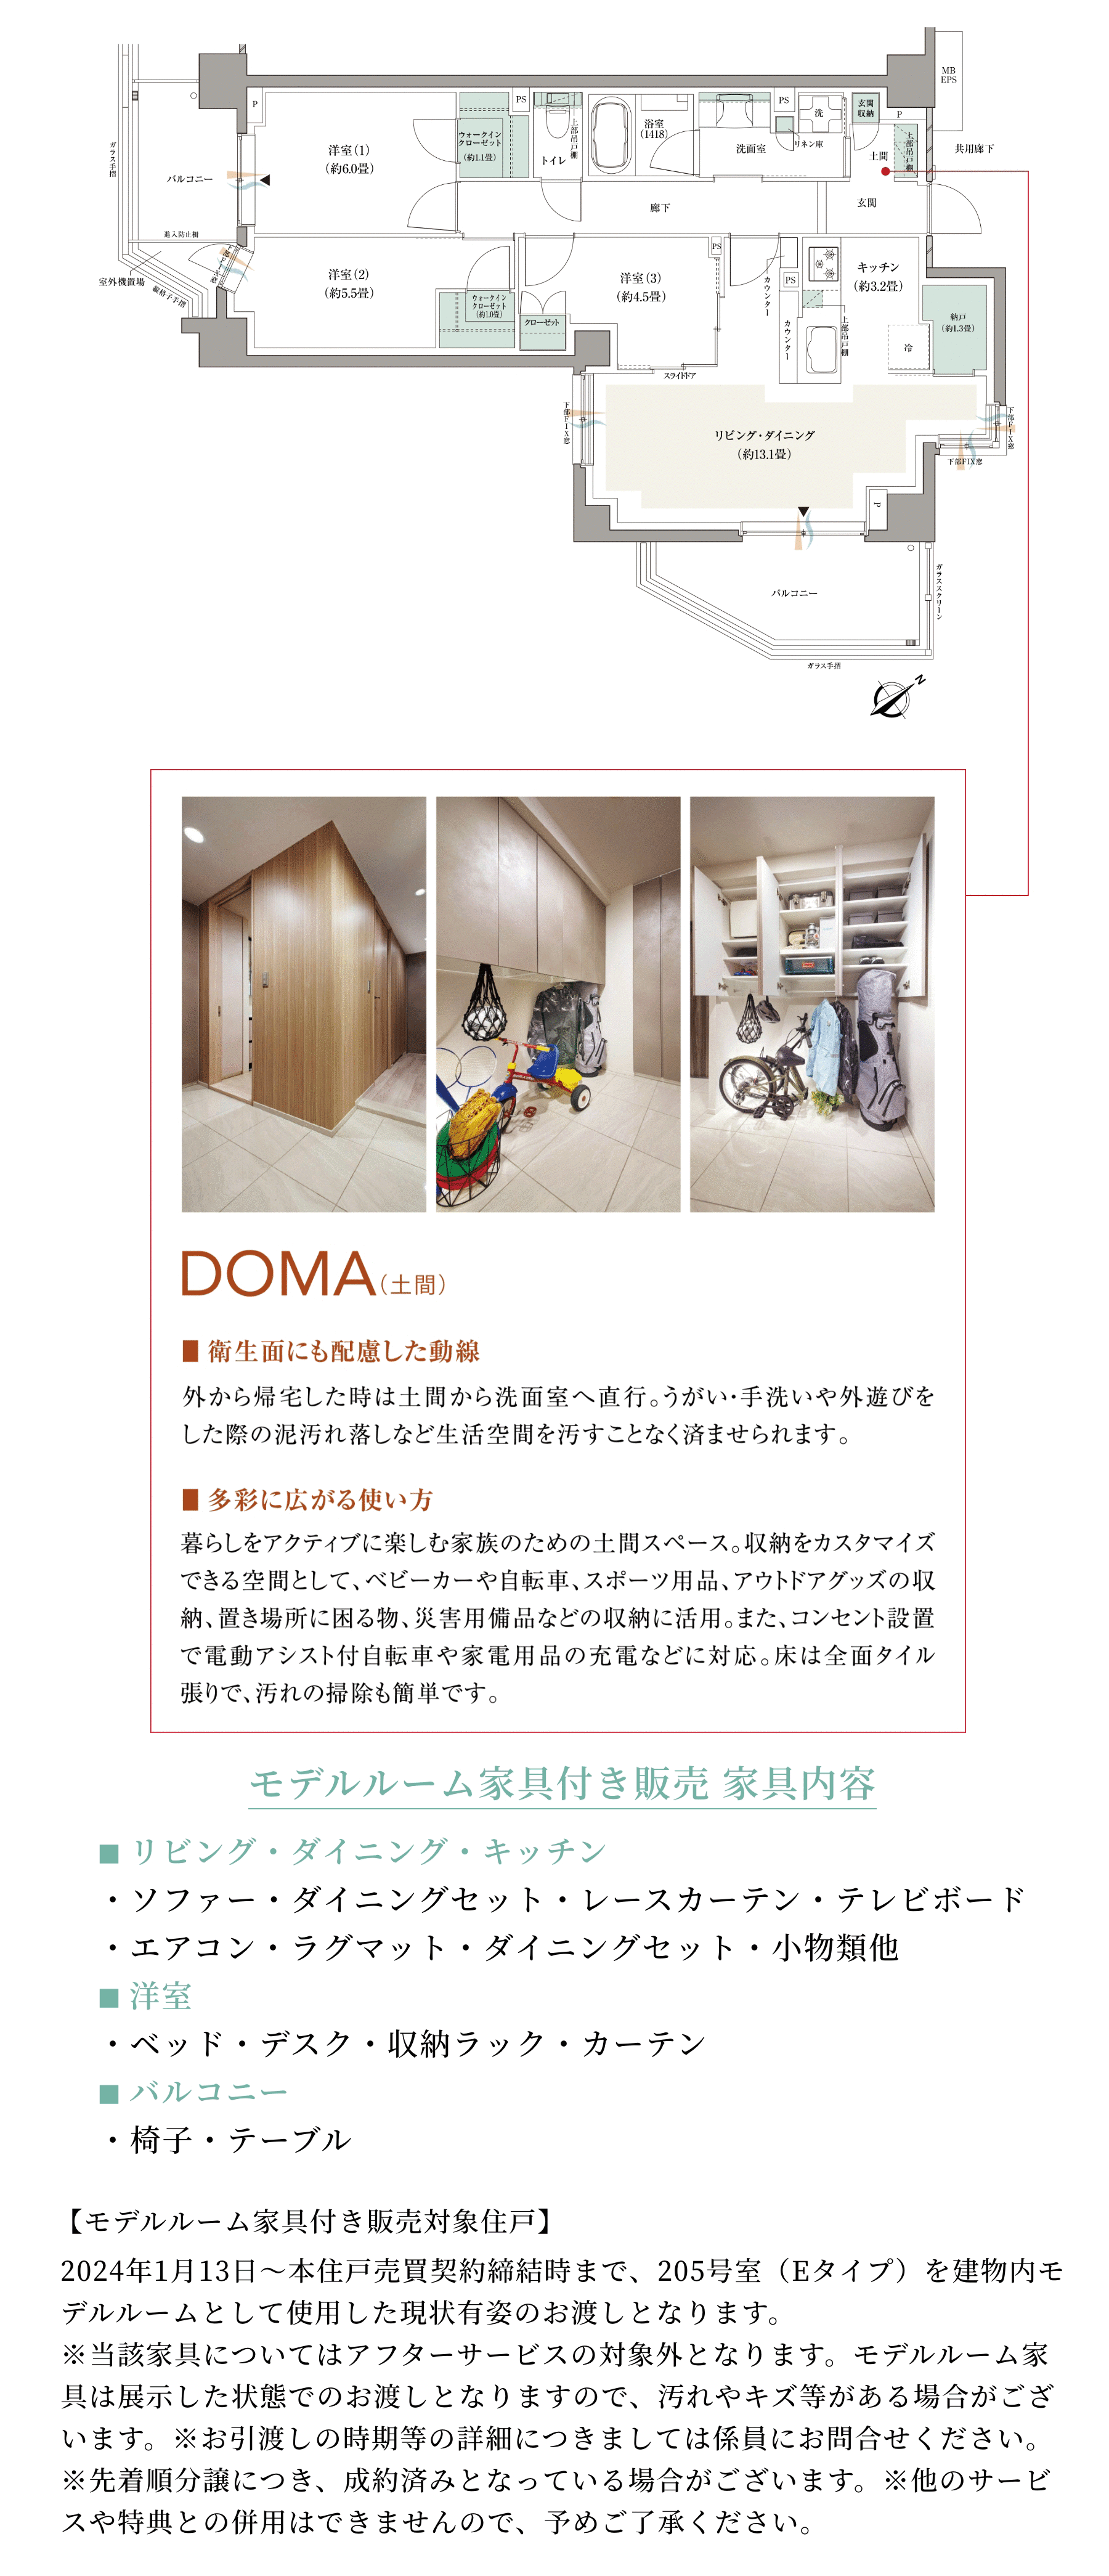 MB
EPS
P
PS
PS
玄関
収納
P
洗
浴室
(1418)
上部吊戸棚
ウォークイン
クローゼット
(約1.1畳)
トイレ
洗面室
リネン庫
土間
上部吊戸棚
共用廊下
洋室(1)
(約6.0畳)
ガラス手摺
バルコニー
廊下
玄関
進入防止柵
下部FIX窓
室外機置場
縦格子手摺
洋室(2)
(約5.5畳)
PS
洋室(3)
(約4.5畳)
カウンター
PS
キッチン
(約3.2畳)
ウォークイン
クローゼット
(約1.0畳)
クローゼット
カウンター
上部吊戸棚
冷
納戸
(約1.3畳)
スライドドア
下部FIX窓
リビング・ダイニング
(約13.1畳)
下部FIX窓
下部FIX窓
P
バルコニー
ガラススクリーン
ガラス手摺
N
DOMA(土間)
■ 衛生面にも配慮した動線
外から帰宅した時は土間から洗面室へ直行。うがい・手洗いや外遊びを
した際の泥汚れ落しなど生活空間を汚すことなく済ませられます。
■ 多彩に広がる使い方
暮らしをアクティブに楽しむ家族のための土間スペース。収納をカスタマイズ
できる空間として、ベビーカーや自転車、スポーツ用品、アウトドアグッズの収
納、置き場所に困る物、災害用備品などの収納に活用。また、コンセント設置
で電動アシスト付自転車や家電用品の充電などに対応。床は全面タイル
張りで、汚れの掃除も簡単です。
モデルルーム家具付き販売 家具内容
■ リビング・ダイニング・キッチン
・ソファー・ダイニングセット・レースカーテン・テレビボード
・エアコン・ラグマット・ダイニングセット・小物類他
■ 洋室
・ベッド・デスク・収納ラック・カーテン
■ バルコニー
・椅子・テーブル
【モデルルーム家具付き販売対象住戸】
2024年1月13日～本住戸売買契約締結時まで、205号室（Eタイプ）を建物内モ
デルルームとして使用した現状有姿のお渡しとなります。
※当該家具についてはアフターサービスの対象外となります。モデルルーム家
具は展示した状態でのお渡しとなりますので、汚れやキズ等がある場合がござ
います。※お引渡しの時期等の詳細につきましては係員にお問合せください。
※先着順分譲につき、成約済みとなっている場合がございます。※他のサービ
スや特典との併用はできませんので、予めご了承ください。